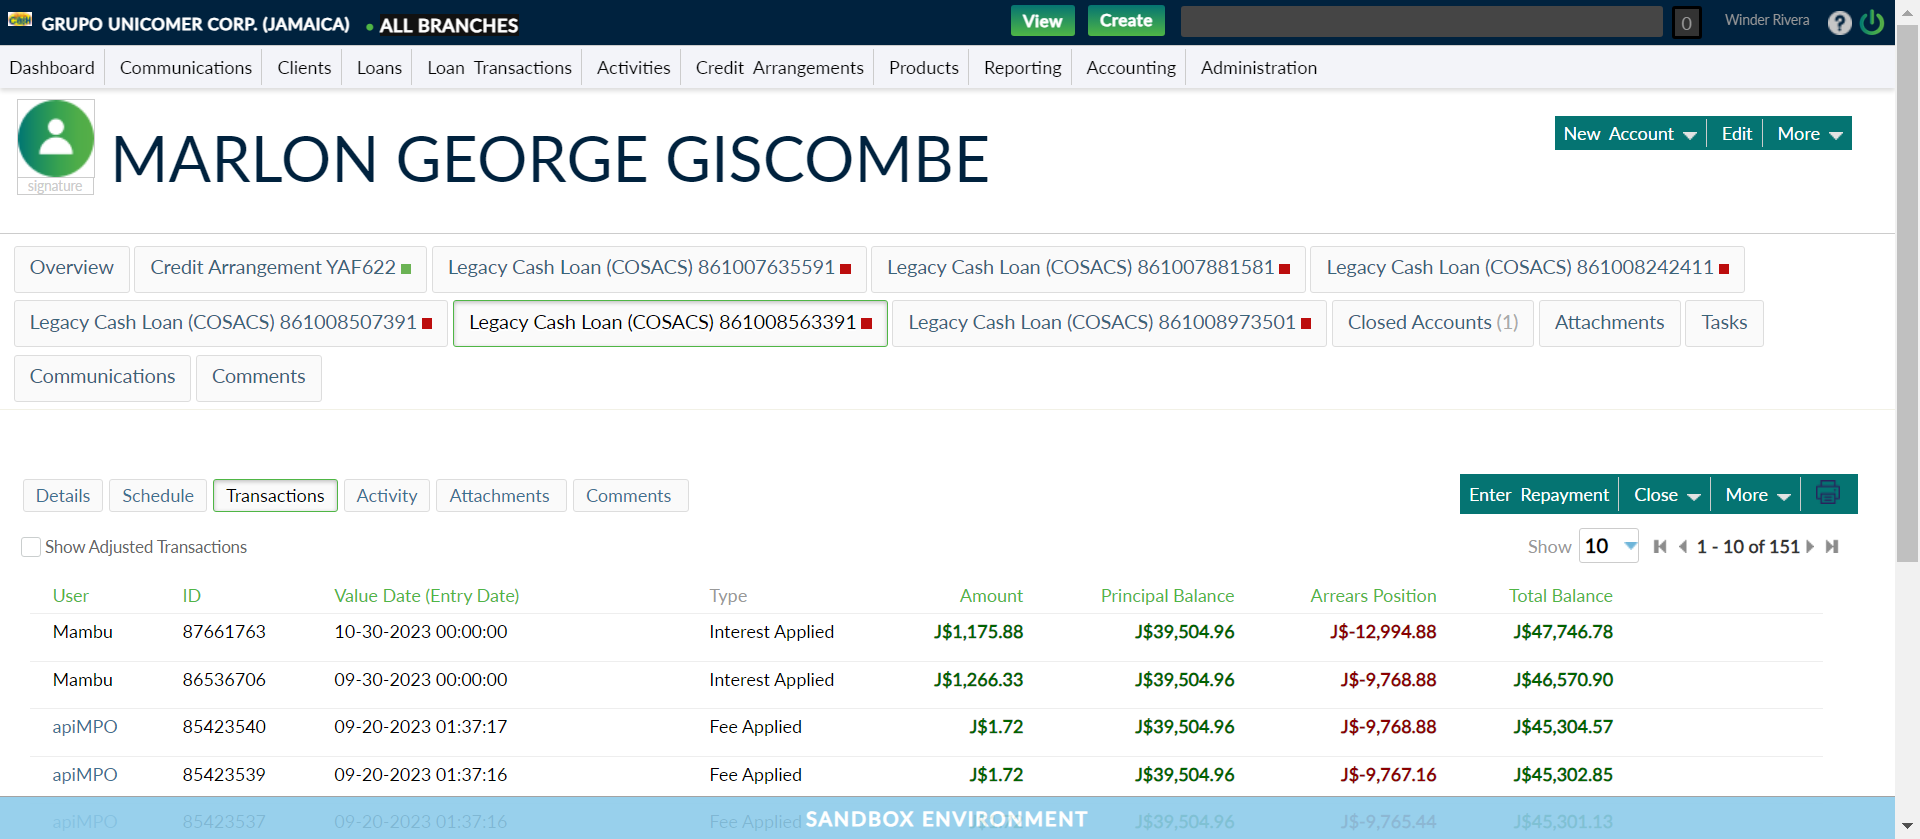 Cash GRUPO UNICOMER CORP. (JAMAICA) • ALL BRANCHES View Create 0 Winder Rivera ?
Dashboard Communications Clients Loans Loan Transactions Activities Credit Arrangements Products Reporting Accounting Administration
signature
MARLON GEORGE GISCOMBE
New Account Edit More
Overview Credit Arrangement YAF622 Legacy Cash Loan (COSACS) 861007635591 Legacy Cash Loan (COSACS) 861007881581 Legacy Cash Loan (COSACS) 861008242411
Legacy Cash Loan (COSACS) 861008507391 Legacy Cash Loan (COSACS) 861008563391 Legacy Cash Loan (COSACS) 861008973501 Closed Accounts (1) Attachments Tasks
Communications Comments
Details Schedule Transactions Activity Attachments Comments Enter Repayment Close More
Show Adjusted Transactions Show 10 1 - 10 of 151
User ID Value Date (Entry Date) Type Amount Principal Balance Arrears Position Total Balance
Mambu 87661763 10-30-2023 00:00:00 Interest Applied J$1,175.88 J$39,504.96 J$-12,994.88 J$47,746.78
Mambu 86536706 09-30-2023 00:00:00 Interest Applied J$1,266.33 J$39,504.96 J$-9,768.88 J$46,570.90
apiMPO 85423540 09-20-2023 01:37:17 Fee Applied J$1.72 J$39,504.96 J$-9,768.88 J$45,304.57
apiMPO 85423539 09-20-2023 01:37:16 Fee Applied J$1.72 J$39,504.96 J$-9,767.16 J$45,302.85
apiMPO 85423537 09-20-2023 01:37:16 Fee Applied J$39,504.96 J$-9,765.44 J$45,301.13
SANDBOX ENVIRONMENT